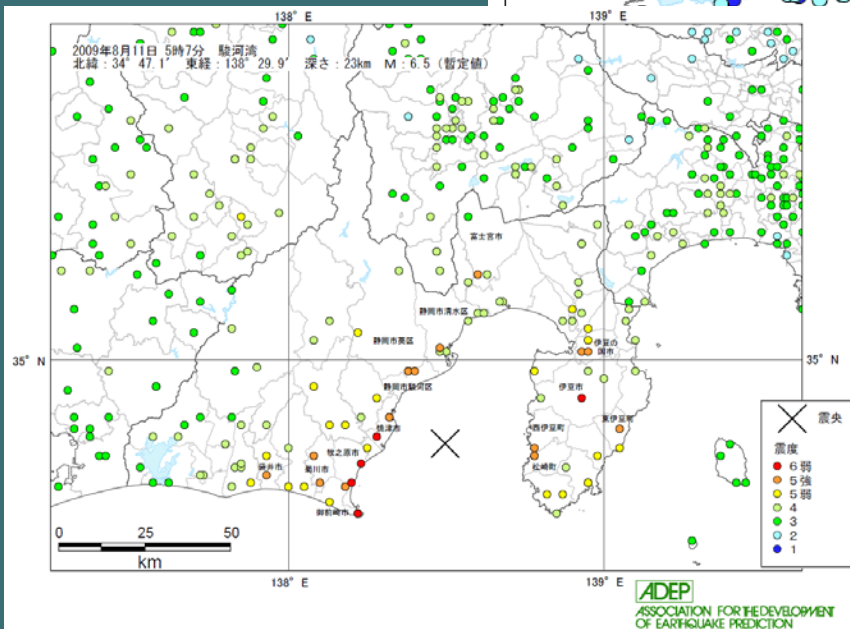 138° E
139° E
2009年8月11日 5時7分 駿河湾
北緯：34° 47.1′ 東経：138° 29.9′ 深さ：23km M：6.5（暫定値）
富士宮市
静岡市清水区
静岡市葵区
伊豆の
国市
35° N
35° N
静岡市駿河区
伊豆市
焼津市
西伊豆町
東伊豆町
牧之原市
袋井市
菊川市
松崎町
御前崎市
震央
震度
6弱
5強
5弱
4
3
2
1
0 25 50
km
138° E
139° E
ADEP
ASSOCIATION FOR THE DEVELOPMENT
OF EARTHQUAKE PREDICTION